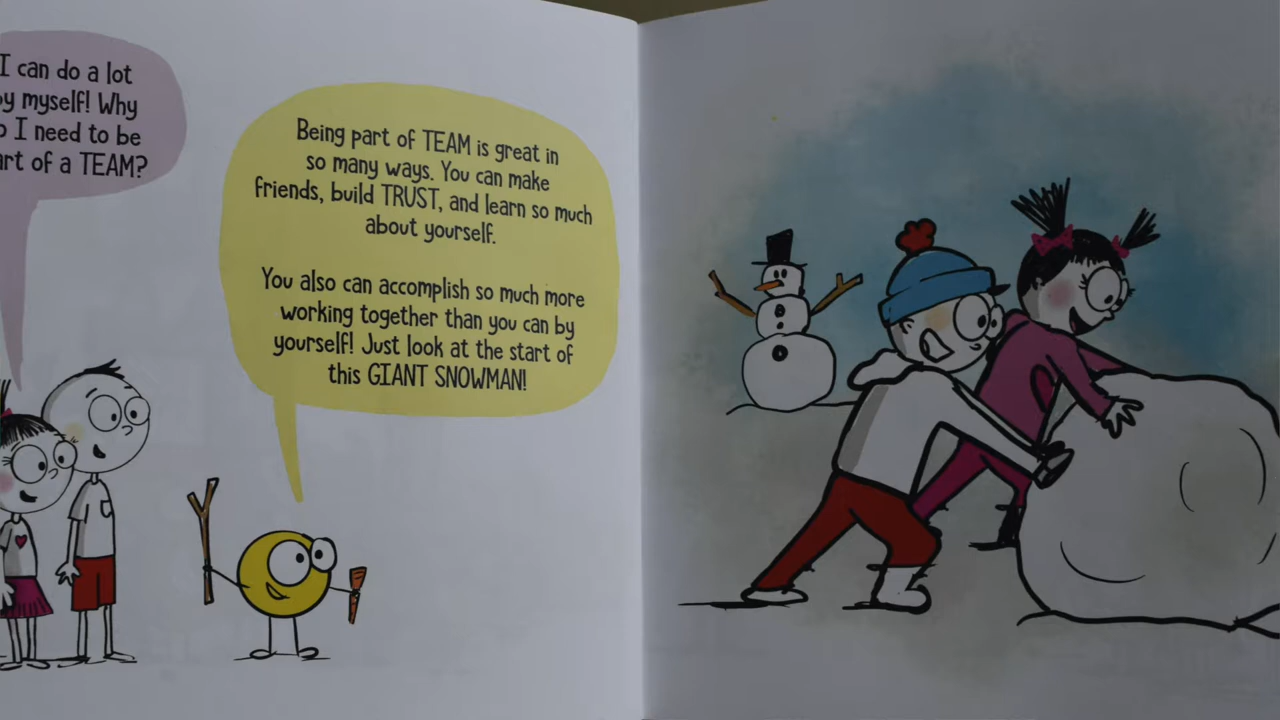 I can do a lot
by myself! Why
I need to be
of a TEAM?
Being part of TEAM is great in
so many ways. You can make
friends, build TRUST, and learn so much
about yourself.
You also can accomplish so much more
working together than you can by
yourself! Just look at the start of
this GIANT SNOWMAN!